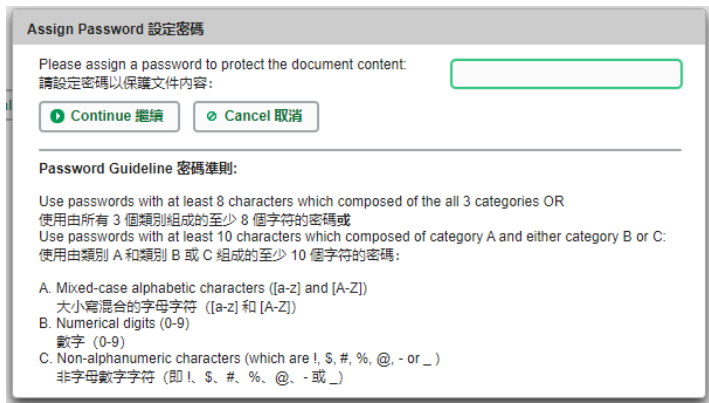 Assign Password 設定密碼
Please assign a password to protect the document content:
請設定密碼以保護文件內容:
Continue 繼續
Cancel 取消
Password Guideline 密碼準則:
Use passwords with at least 8 characters which composed of the all 3 categories OR
使用由所有 3 個類別組成的至少 8 個字符的密碼或
Use passwords with at least 10 characters which composed of category A and either category B or C:
使用由類別 A 和類別 B 或 C 組成的至少 10 個字符的密碼:
A. Mixed-case alphabetic characters ([a-z] and [A-Z])
大小寫混合的字母字符（[a-z] 和 [A-Z]）
B. Numerical digits (0-9)
數字（0-9）
C. Non-alphanumeric characters (which are !, $, #, %, @, - or _ )
非字母數字字符（即 !、$、#、%、@、- 或 _）